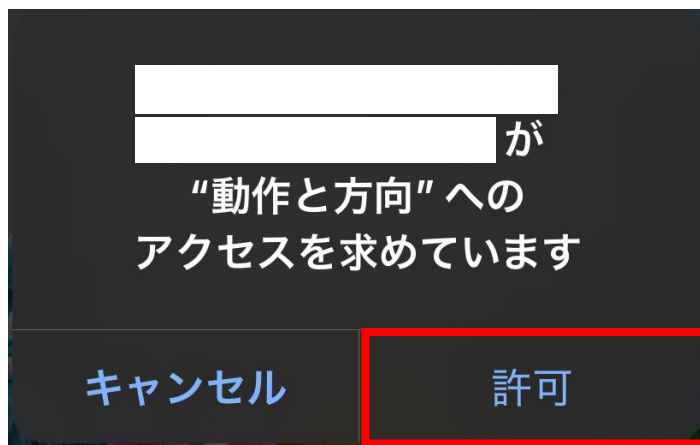 が
“動作と方向” への
アクセスを求めています
キャンセル
許可